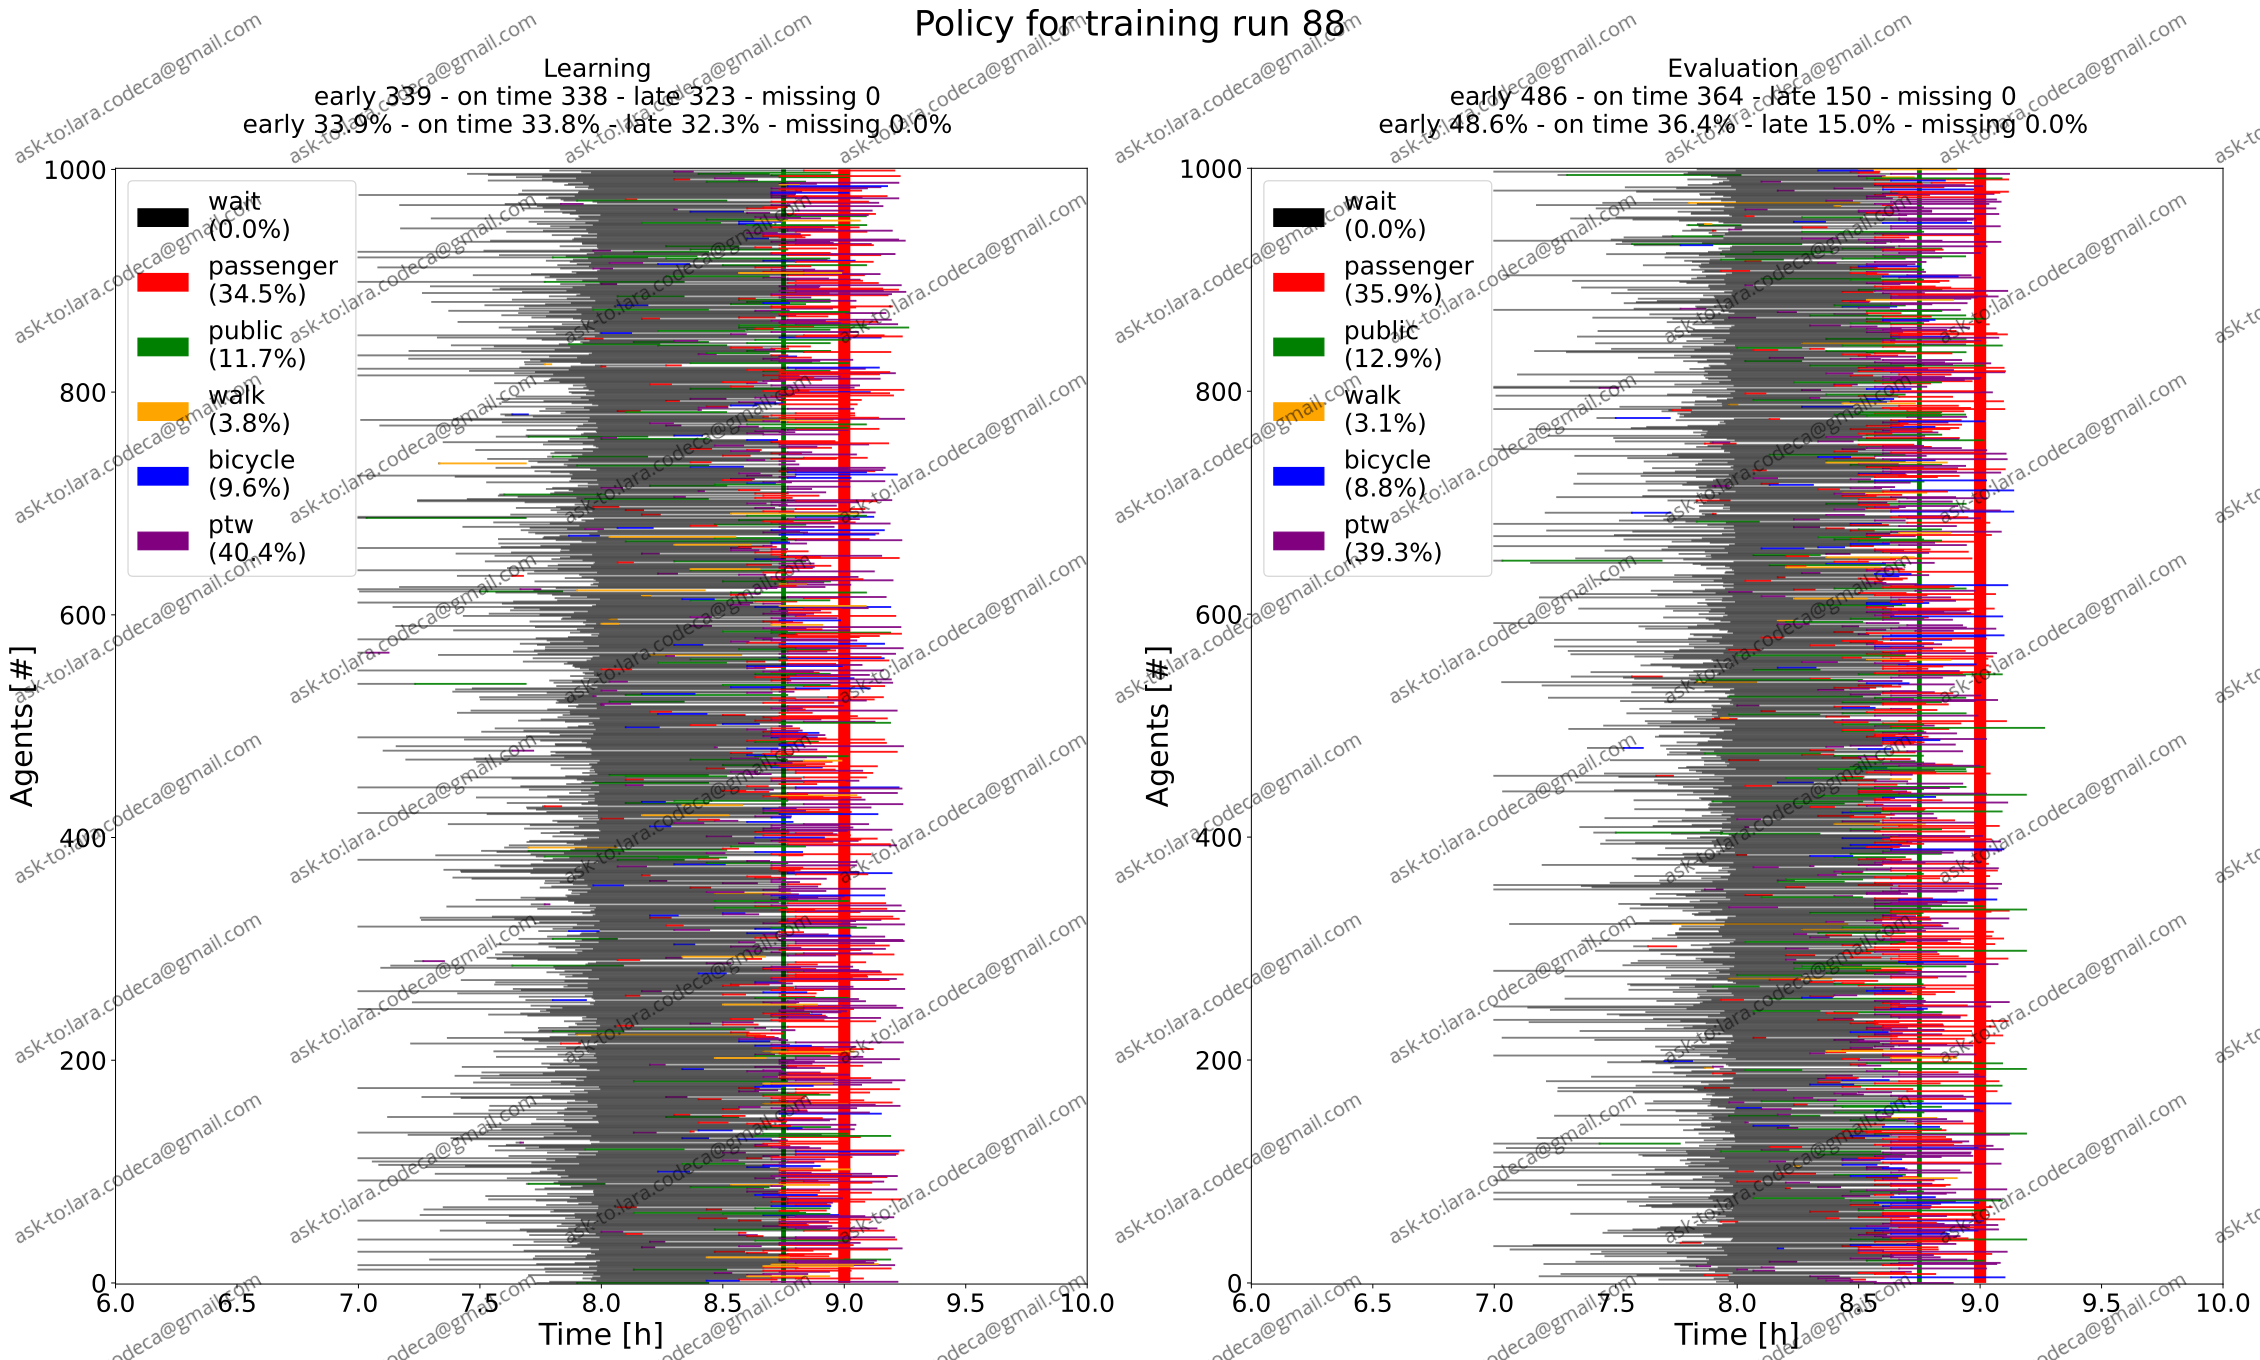 Policy for training run 88
Learning
early 339 - on time 338 - late 323 - missing 0
early 33.9% - on time 33.8% - late 32.3% - missing 0.0%
1000
800
600
400
200
0
Agents [#]
wait
(0.0%)
passenger
(34.5%)
public
(11.7%)
walk
(3.8%)
bicycle
(9.6%)
ptw
(40.4%)
6.0 6.5 7.0 7.5 8.0 8.5 9.0 9.5 10.0
Time [h]
Evaluation
early 486 - on time 364 - late 150 - missing 0
early 48.6% - on time 36.4% - late 15.0% - missing 0.0%
1000
800
600
400
200
0
Agents [#]
wait
(0.0%)
passenger
(35.9%)
public
(12.9%)
walk
(3.1%)
bicycle
(8.8%)
ptw
(39.3%)
6.0 6.5 7.0 7.5 8.0 8.5 9.0 9.5 10.0
Time [h]
ask-to:lara.codeca@gmail.com